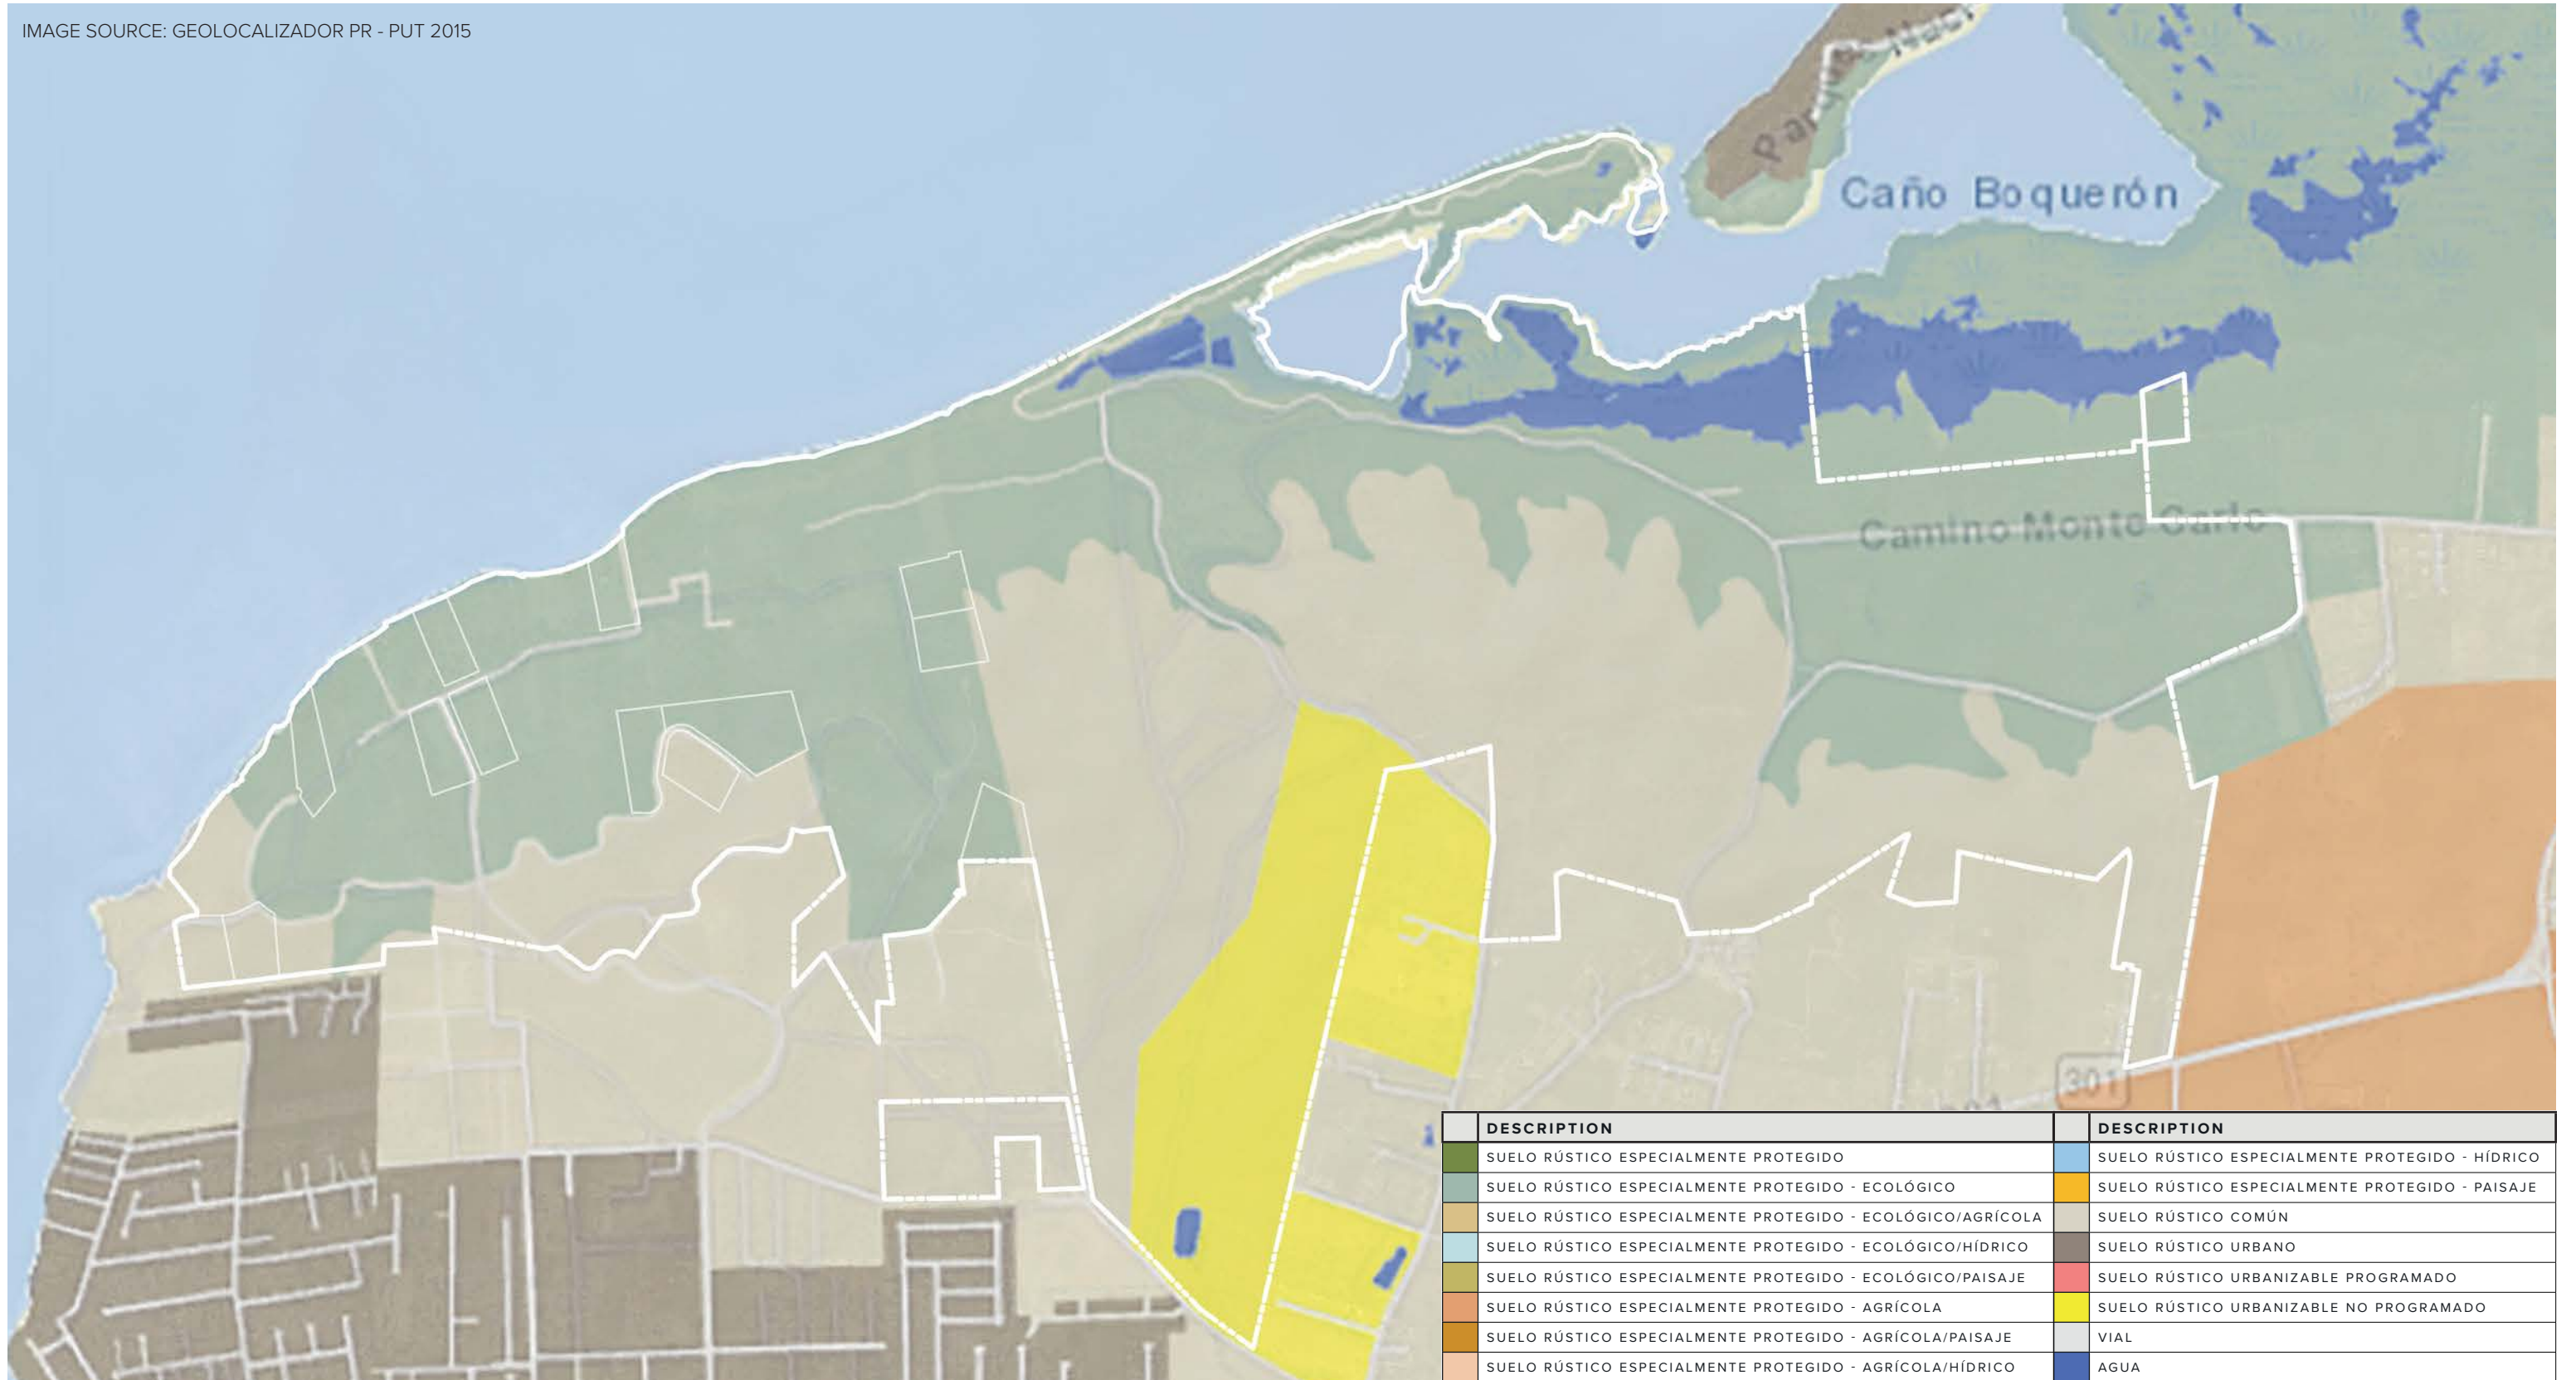 IMAGE SOURCE: GEOLOCALIZADOR PR - PUT 2015
Caño Boquerón
Camino Monte Carlo
301
DESCRIPTION
SUELO RÚSTICO ESPECIALMENTE PROTEGIDO
SUELO RÚSTICO ESPECIALMENTE PROTEGIDO - ECOLÓGICO
SUELO RÚSTICO ESPECIALMENTE PROTEGIDO - ECOLÓGICO/AGRÍCOLA
SUELO RÚSTICO ESPECIALMENTE PROTEGIDO - ECOLÓGICO/HÍDRICO
SUELO RÚSTICO ESPECIALMENTE PROTEGIDO - ECOLÓGICO/PAISAJE
SUELO RÚSTICO ESPECIALMENTE PROTEGIDO - AGRÍCOLA
SUELO RÚSTICO ESPECIALMENTE PROTEGIDO - AGRÍCOLA/PAISAJE
SUELO RÚSTICO ESPECIALMENTE PROTEGIDO - AGRÍCOLA/HÍDRICO
DESCRIPTION
SUELO RÚSTICO ESPECIALMENTE PROTEGIDO - HÍDRICO
SUELO RÚSTICO ESPECIALMENTE PROTEGIDO - PAISAJE
SUELO RÚSTICO COMÚN
SUELO RÚSTICO URBANO
SUELO RÚSTICO URBANIZABLE PROGRAMADO
SUELO RÚSTICO URBANIZABLE NO PROGRAMADO
VIAL
AGUA